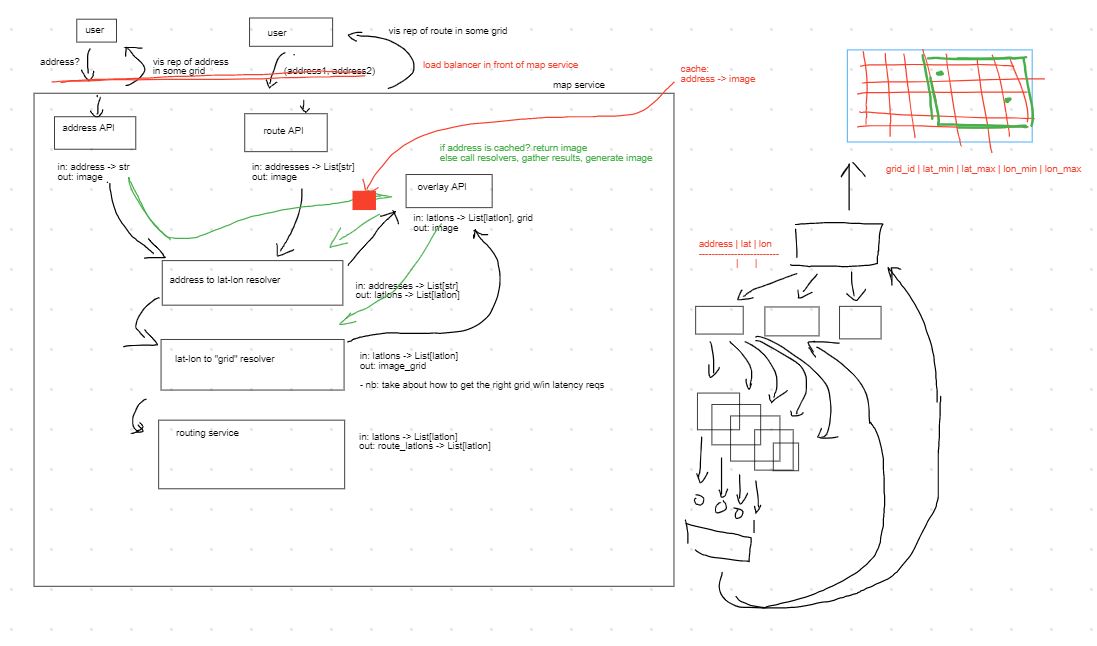 user
user
vis rep of route in some grid
address?
vis rep of address
in some grid
(address1, address2)
load balancer in front of map service
cache:
address -> image
map service
address API
route API
if address is cached? return image
else call resolvers, gather results, generate image
in: address -> str
out: image
in: addresses -> List[str]
out: image
overlay API
in: latlons -> List[latlon], grid
out: image
grid_id | lat_min | lat_max | lon_min | lon_max
address | lat | lon
---------------------
| |
address to lat-lon resolver
in: addresses -> List[str]
out: latlons -> List[latlon]
lat-lon to "grid" resolver
in: latlons -> List[latlon]
out: image_grid
- nb: take about how to get the right grid w/in latency reqs
routing service
in: latlons -> List[latlon]
out: route_latlons -> List[latlon]